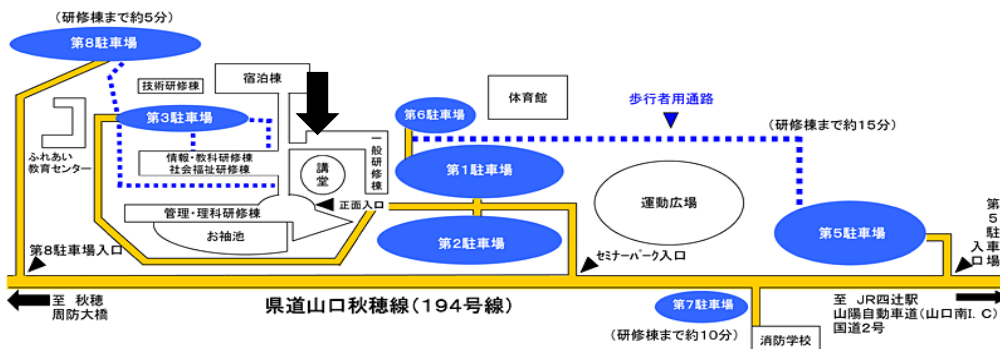 (研修棟まで約5分)
第8駐車場
技術研修棟
宿泊棟
体育館
第3駐車場
第6駐車場
歩行者用通路
(研修棟まで約15分)
ふれあい
教育センター
情報・教科研修棟
社会福祉研修棟
講堂
一般研修棟
第1駐車場
運動広場
正面入口
管理・理科研修棟
お袖池
第2駐車場
第5駐車場
第5駐車場入口
第8駐車場入口
セミナーパーク入口
至 秋穂
周防大橋
県道山口秋穂線(194号線)
第7駐車場
(研修棟まで約10分)
消防学校
至 JR四辻駅
山陽自動車道(山口南I.C)
国道2号